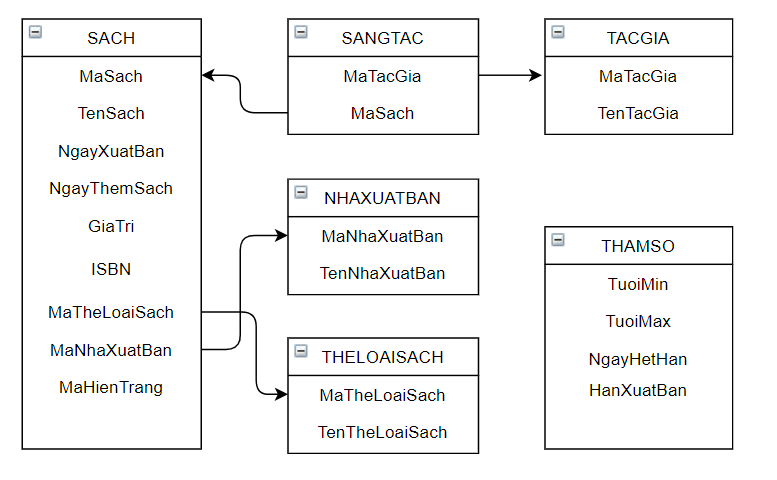 SACH
MaSach
TenSach
NgayXuatBan
NgayThemSach
GiaTri
ISBN
MaTheLoaiSach
MaNhaXuatBan
MaHienTrang
SANGTAC
MaTacGia
MaSach
TACGIA
MaTacGia
TenTacGia
NHAXUATBAN
MaNhaXuatBan
TenNhaXuatBan
THELOAISACH
MaTheLoaiSach
TenTheLoaiSach
THAMSO
TuoiMin
TuoiMax
NgayHetHan
HanXuatBan